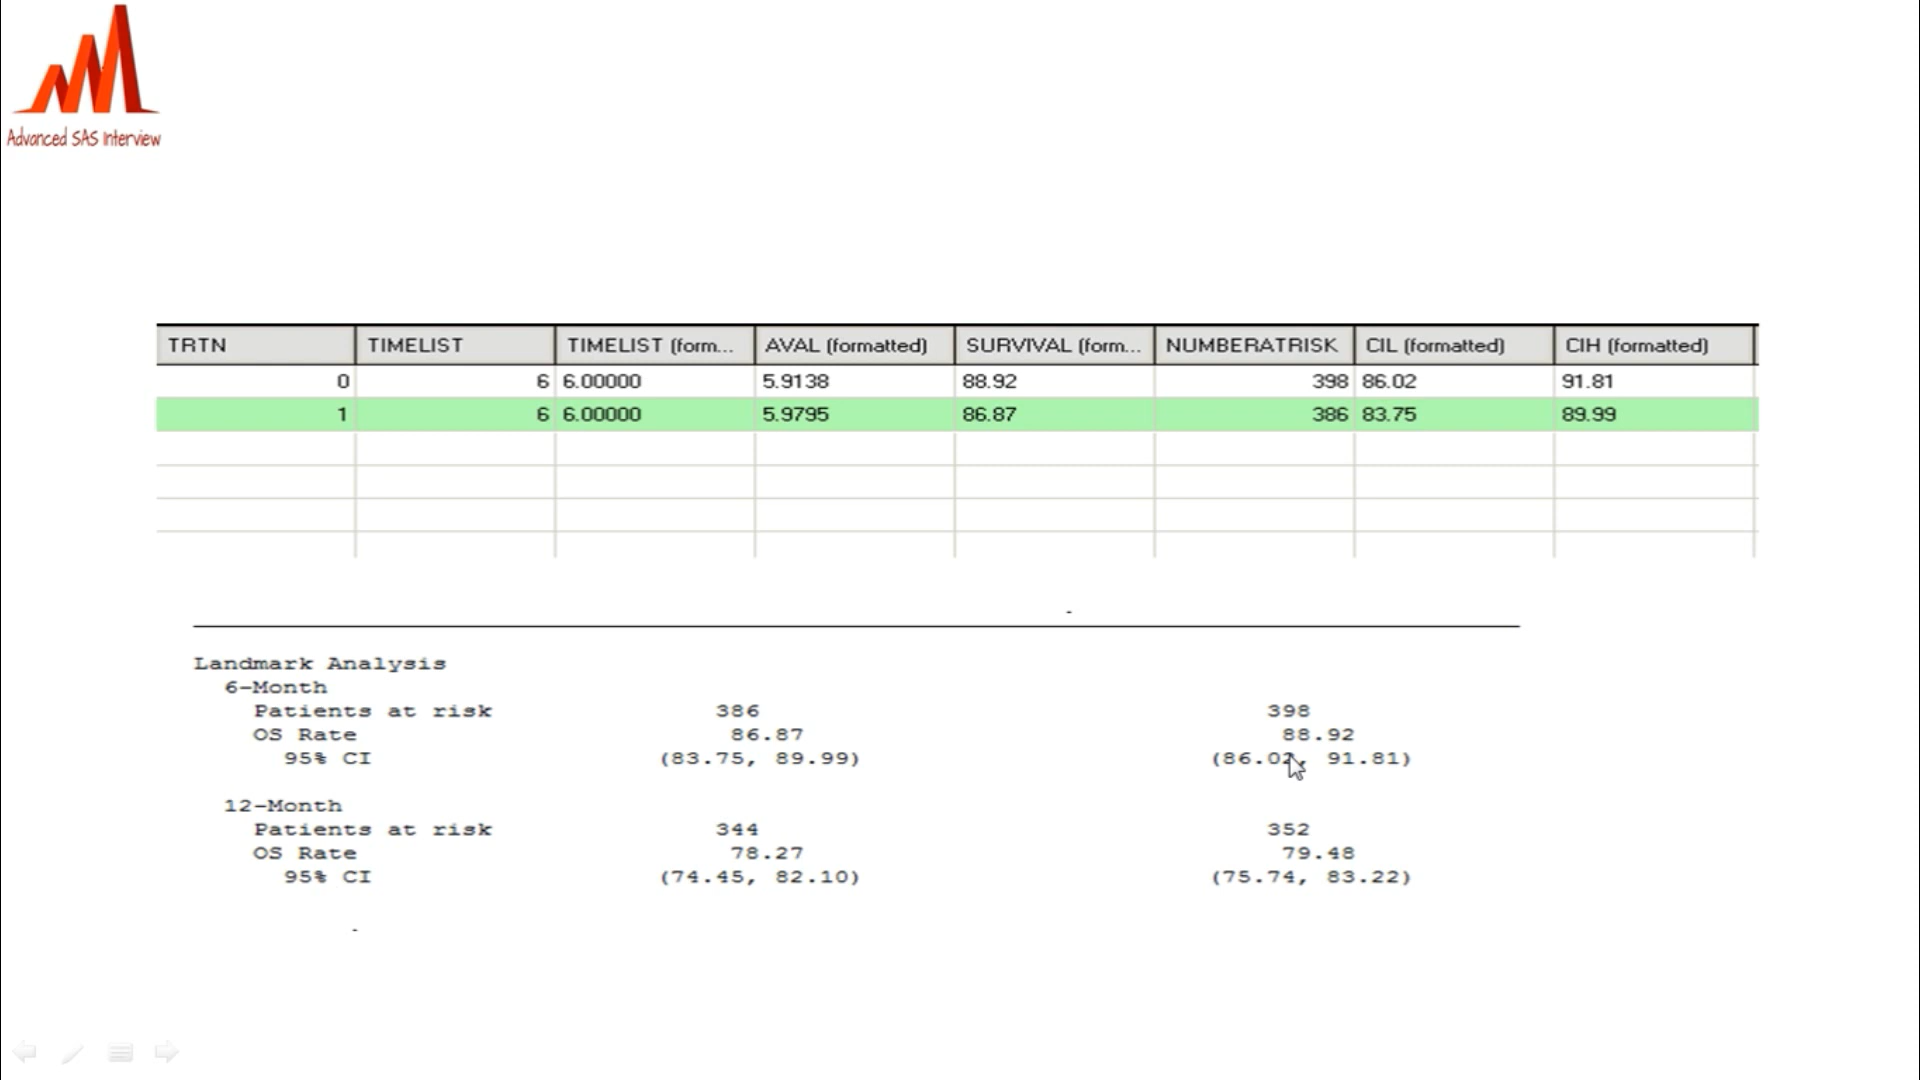 Advanced SAS Interview
TRTN TIMELIST TIMELIST (form... AVAL (formatted) SURVIVAL (form... NUMBERATRISK CIL (formatted) CIH (formatted)
0 6 6.00000 5.9138 88.92 398 86.02 91.81
1 6 6.00000 5.9795 86.87 386 83.75 89.99
Landmark Analysis
6-Month
Patients at risk 386 398
OS Rate 86.87 88.92
95% CI (83.75, 89.99) (86.02, 91.81)
12-Month
Patients at risk 344 352
OS Rate 78.27 79.48
95% CI (74.45, 82.10) (75.74, 83.22)